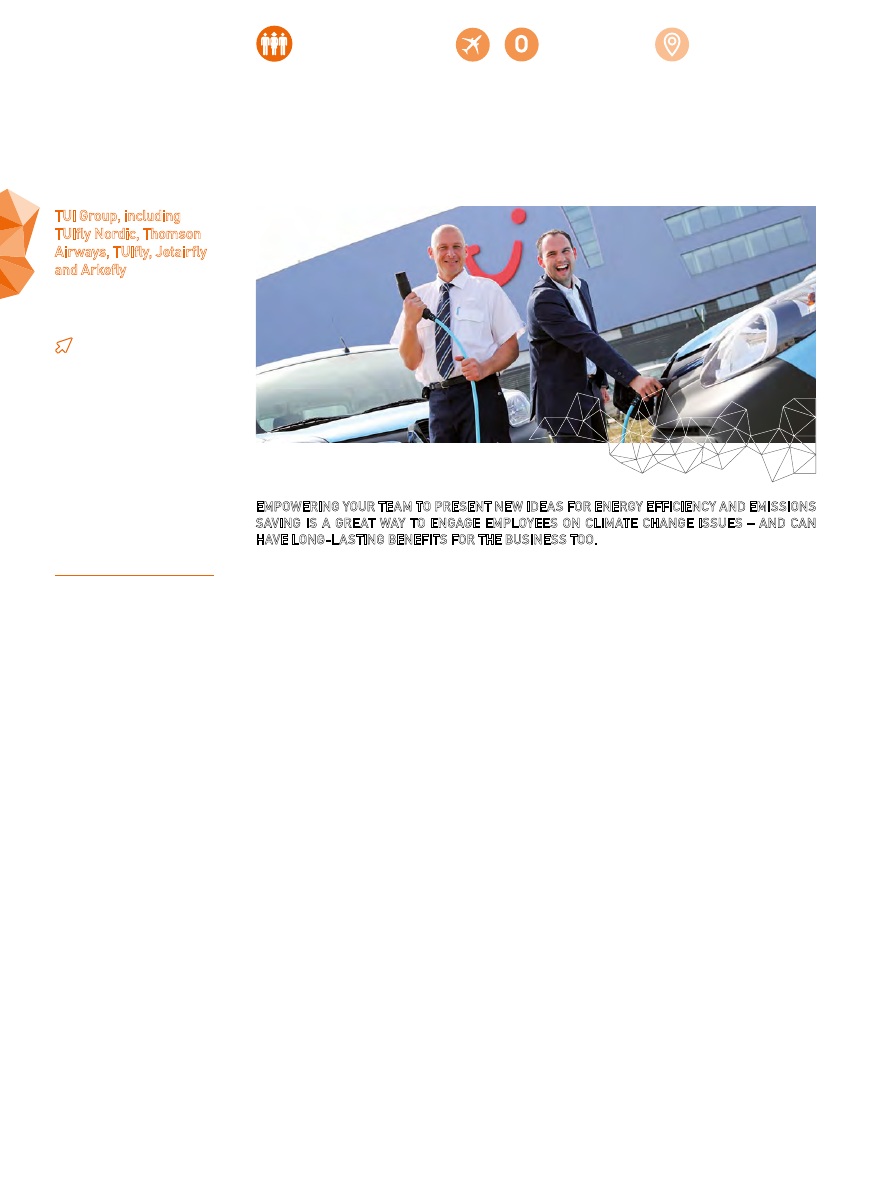 O
TUI Group, including
TUIfly Nordic, Thomson
Airways, TUIfly, Jetairfly
and Arkefly
EMPOWERING YOUR TEAM TO PRESENT NEW IDEAS FOR ENERGY EFFICIENCY AND EMISSIONS
SAVING IS A GREAT WAY TO ENGAGE EMPLOYEES ON CLIMATE CHANGE ISSUES – AND CAN
HAVE LONG-LASTING BENEFITS FOR THE BUSINESS TOO.